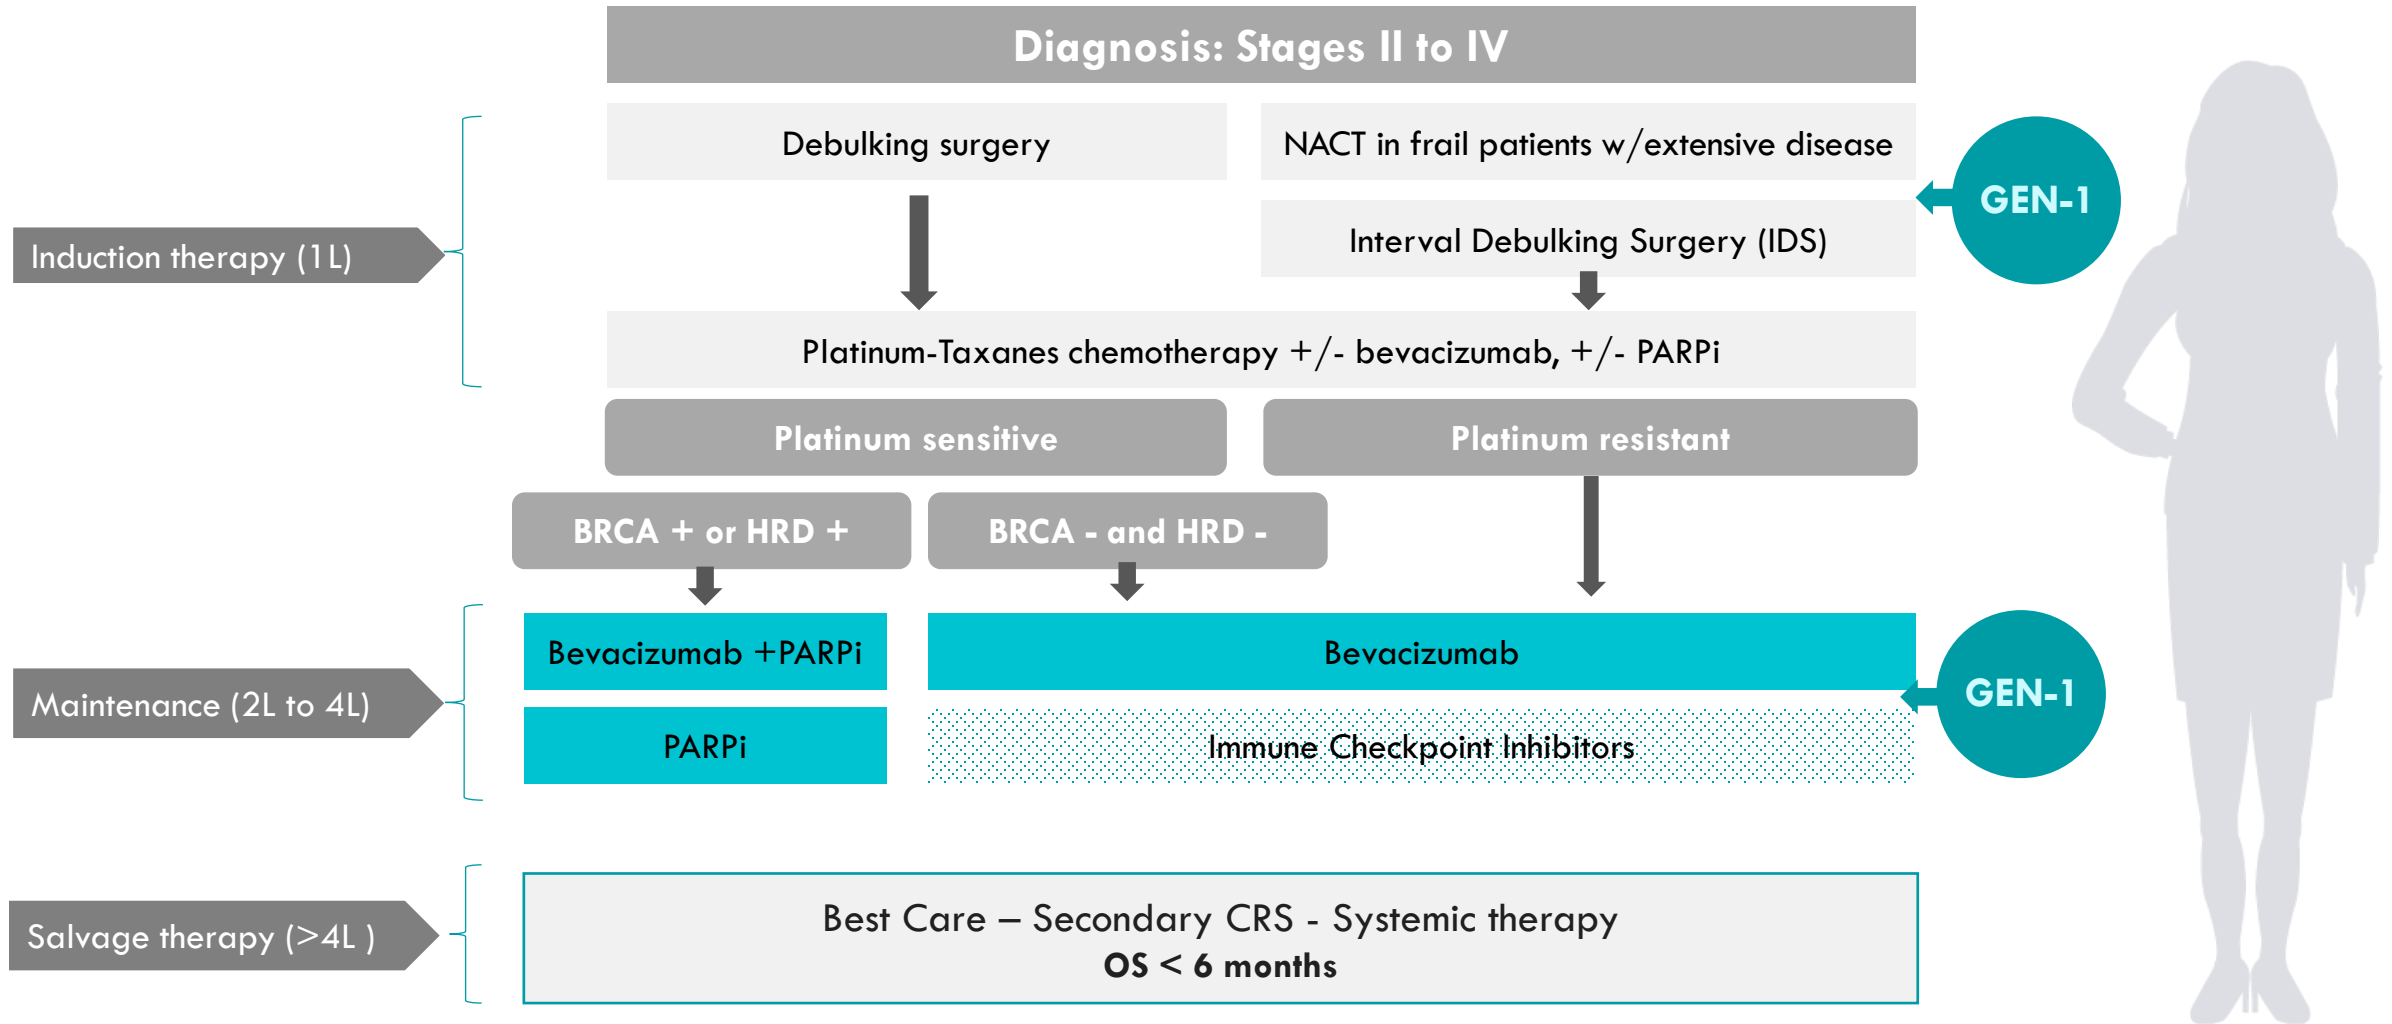 Diagnosis: Stages II to IV
Debulking surgery
NACT in frail patients w/extensive disease
GEN-1
Interval Debulking Surgery (IDS)
Induction therapy (1L)
Platinum-Taxanes chemotherapy +/- bevacizumab, +/- PARPi
Platinum sensitive
Platinum resistant
BRCA + or HRD +
BRCA - and HRD -
Bevacizumab +PARPi
Bevacizumab
GEN-1
Maintenance (2L to 4L)
PARPi
Immune Checkpoint Inhibitors
Best Care – Secondary CRS - Systemic therapy
Salvage therapy (>4L )
OS < 6 months